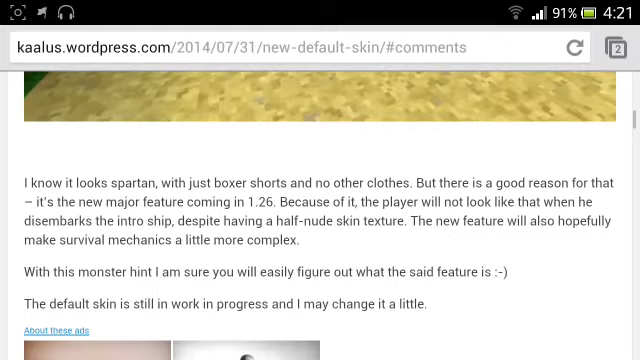 91% 4:21
kaalus.wordpress.com/2014/07/31/new-default-skin/#comments
2
I know it looks spartan, with just boxer shorts and no other clothes. But there is a good reason for that
– it's the new major feature coming in 1.26. Because of it, the player will not look like that when he
disembarks the intro ship, despite having a half-nude skin texture. The new feature will also hopefully
make survival mechanics a little more complex.
With this monster hint I am sure you will easily figure out what the said feature is :-)
The default skin is still in work in progress and I may change it a little.
About these ads